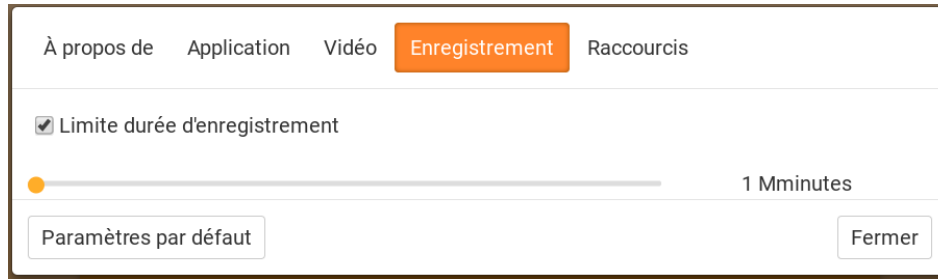 À propos de Application Vidéo Enregistrement Raccourcis
Limite durée d'enregistrement
1 Mminutes
Paramètres par défaut Fermer